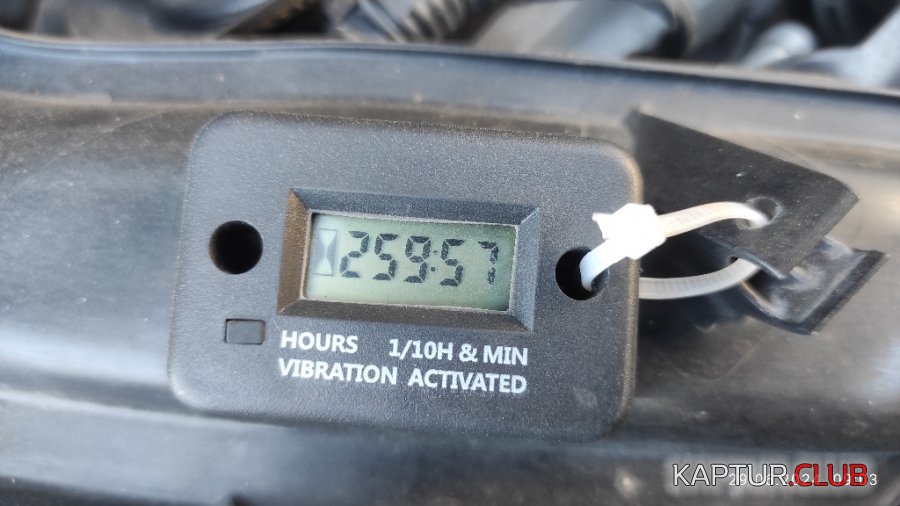 259:57
HOURS 1/10H & MIN
VIBRATION ACTIVATED
KAPTUR.CLUB